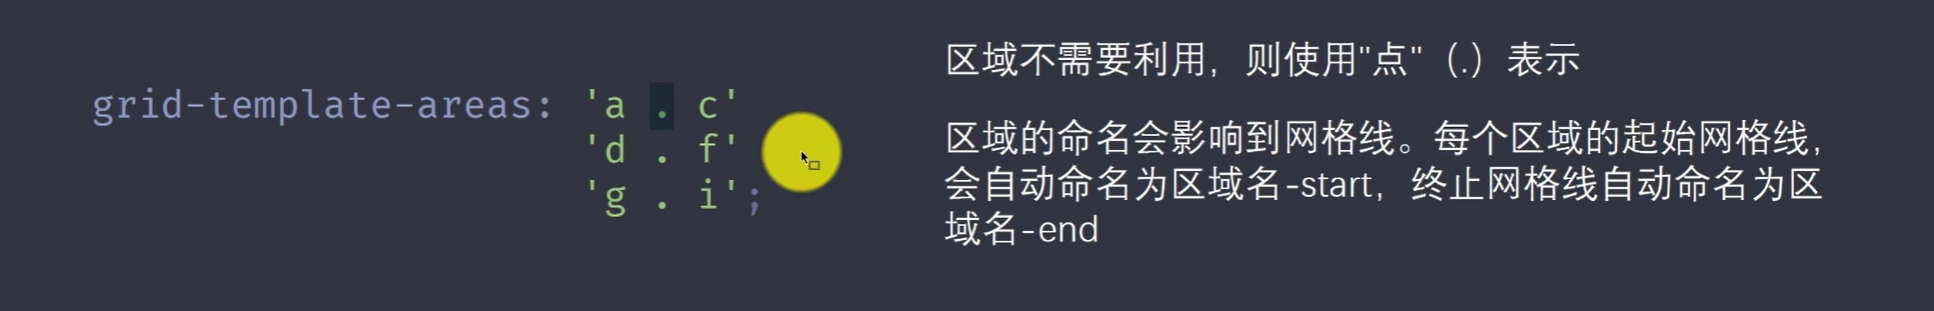 grid-template-areas: 'a . c'
'd . f'
'g . i';
区域不需要利用，则使用"点"（.）表示
区域的命名会影响到网格线。每个区域的起始网格线，
会自动命名为区域名-start，终止网格线自动命名为区
域名-end